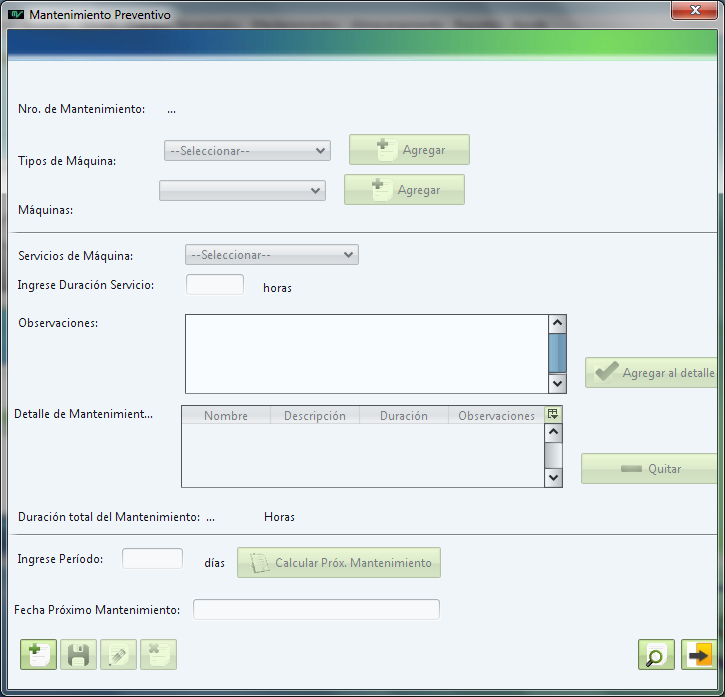 Mantenimiento Preventivo
Nro. de Mantenimiento: ...
Tipos de Máquina: --Seleccionar-- Agregar
Máquinas: Agregar
Servicios de Máquina: --Seleccionar--
Ingrese Duración Servicio: horas
Observaciones:
Agregar al detalle
Detalle de Mantenimient... Nombre Descripción Duración Observaciones
Quitar
Duración total del Mantenimiento: ... Horas
Ingrese Período: días Calcular Próx. Mantenimiento
Fecha Próximo Mantenimiento: